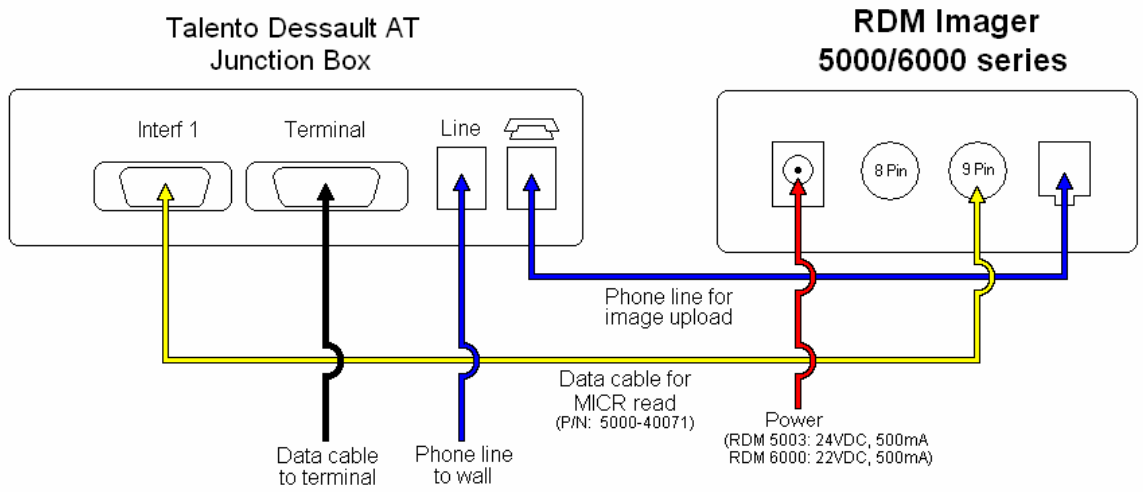 Talento Dessault AT
Junction Box
RDM Imager
5000/6000 series
Interf 1
Terminal
Line
8 Pin
9 Pin
Phone line for
image upload
Data cable for
MICR read
(P/N: 5000-40071)
Power
(RDM 5003: 24VDC, 500mA
RDM 6000: 22VDC, 500mA)
Data cable
to terminal
Phone line
to wall